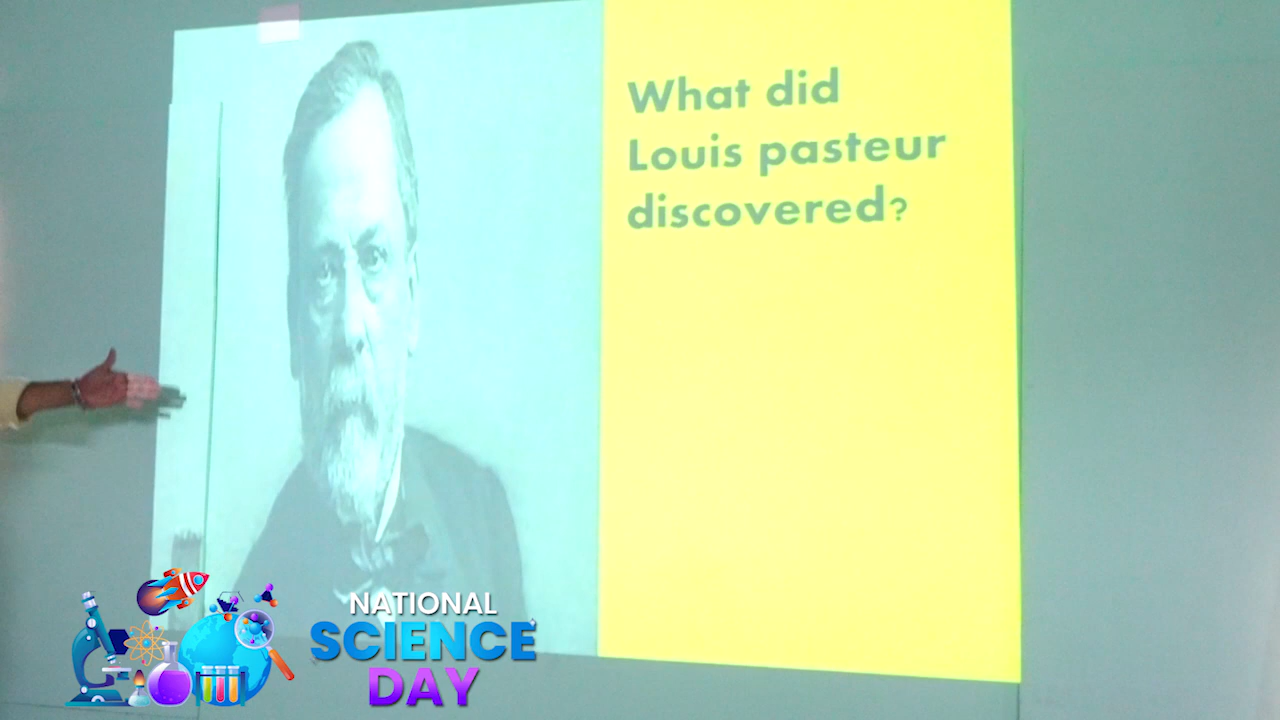 What did
Louis pasteur
discovered?
NATIONAL
SCIENCE
DAY